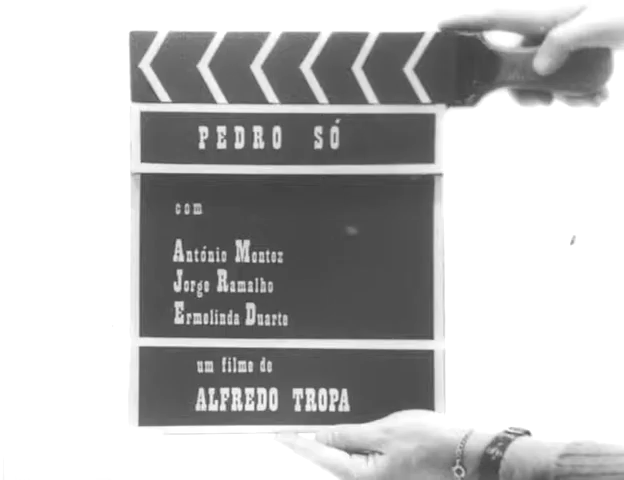 PEDRO SÓ
com
António Montez
Jorge Ramalho
Ermelinda Duarte
um filme de
ALFREDO TROPA